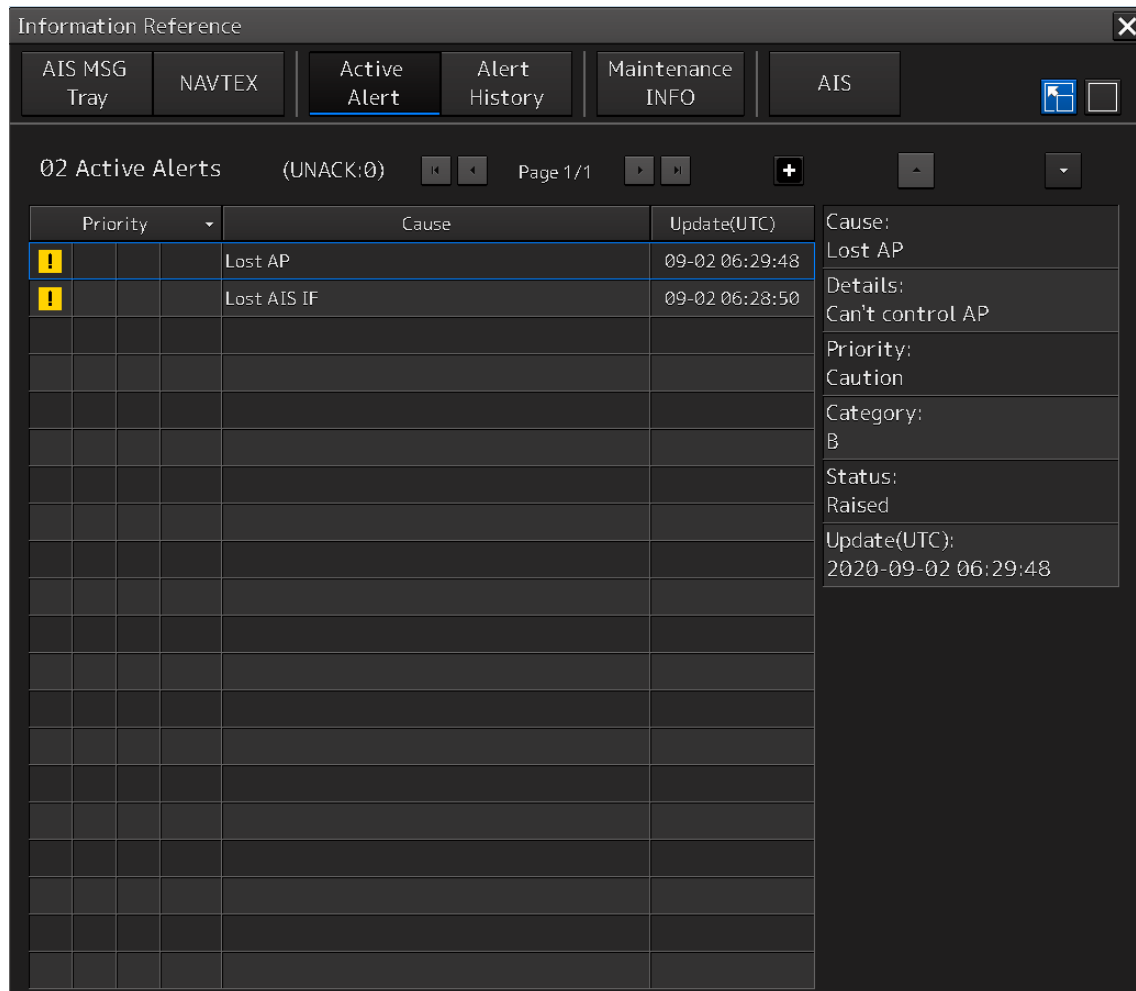 Information Reference
AIS MSG Tray
NAVTEX
Active Alert
Alert History
Maintenance INFO
AIS
02 Active Alerts (UNACK:0) Page 1/1
Priority Cause Update(UTC)
Lost AP 09-02 06:29:48
Lost AIS IF 09-02 06:28:50
Cause:
Lost AP
Details:
Can't control AP
Priority:
Caution
Category:
B
Status:
Raised
Update(UTC):
2020-09-02 06:29:48